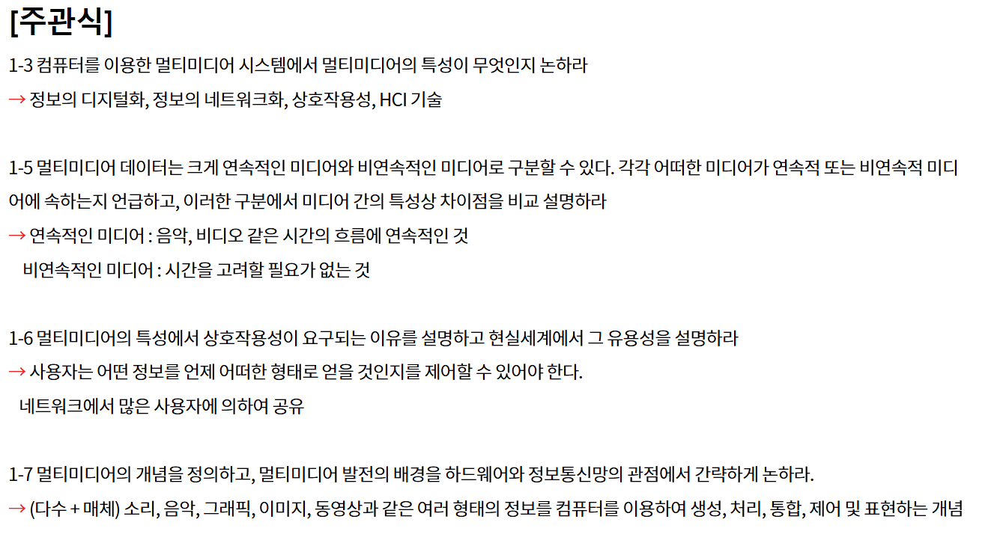 [주관식]
1-3 컴퓨터를 이용한 멀티미디어 시스템에서 멀티미디어의 특성이 무엇인지 논하라
→ 정보의 디지털화, 정보의 네트워크화, 상호작용성, HCI 기술
1-5 멀티미디어 데이터는 크게 연속적인 미디어와 비연속적인 미디어로 구분할 수 있다. 각각 어떠한 미디어가 연속적 또는 비연속적 미디
어에 속하는지 언급하고, 이러한 구분에서 미디어 간의 특성상 차이점을 비교 설명하라
→ 연속적인 미디어 : 음악, 비디오 같은 시간의 흐름에 연속적인 것
비연속적인 미디어 : 시간을 고려할 필요가 없는 것
1-6 멀티미디어의 특성에서 상호작용성이 요구되는 이유를 설명하고 현실세계에서 그 유용성을 설명하라
→ 사용자는 어떤 정보를 언제 어떠한 형태로 얻을 것인지를 제어할 수 있어야 한다.
네트워크에서 많은 사용자에 의하여 공유
1-7 멀티미디어의 개념을 정의하고, 멀티미디어 발전의 배경을 하드웨어와 정보통신망의 관점에서 간략하게 논하라.
→ (다수 + 매체) 소리, 음악, 그래픽, 이미지, 동영상과 같은 여러 형태의 정보를 컴퓨터를 이용하여 생성, 처리, 통합, 제어 및 표현하는 개념